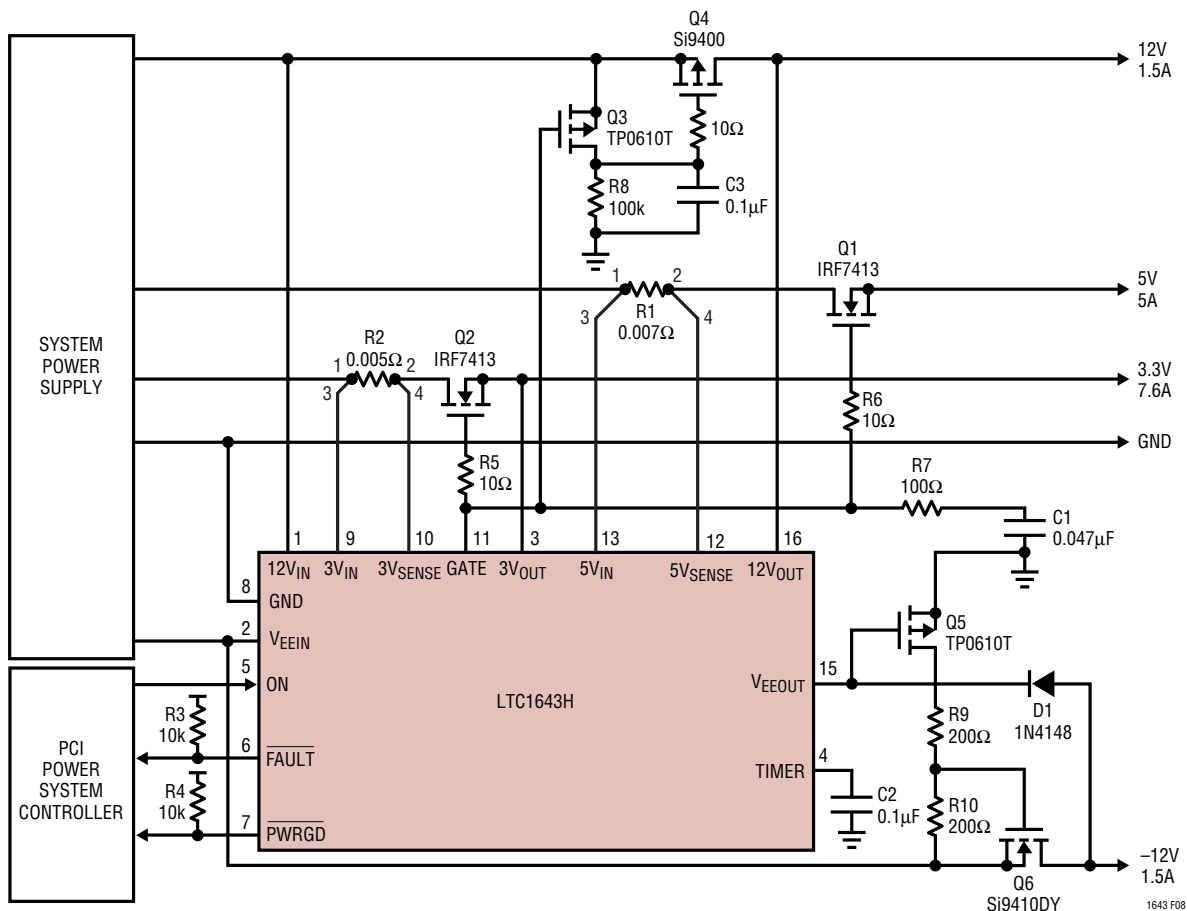 Q4
Si9400
12V
1.5A
Q3
TP0610T
10Ω
R8
100k
C3
0.1µF
Q1
IRF7413
5V
5A
1
2
R1
0.007Ω
3
4
SYSTEM
POWER
SUPPLY
R2
0.005Ω
1
2
3
4
Q2
IRF7413
3.3V
7.6A
R6
10Ω
GND
R5
10Ω
R7
100Ω
C1
0.047µF
1
9
10
11
3
13
12
16
12VIN
3VIN
3VSENSE
GATE
3VOUT
5VIN
5VSENSE
12VOUT
8
GND
2
VEEIN
5
ON
LTC1643H
15
VEEOUT
Q5
TP0610T
D1
1N4148
R9
200Ω
R3
10k
6
FAULT
PCI
POWER
SYSTEM
CONTROLLER
R4
10k
7
PWRGD
4
TIMER
C2
0.1µF
R10
200Ω
Q6
Si9410DY
–12V
1.5A
1643 F08